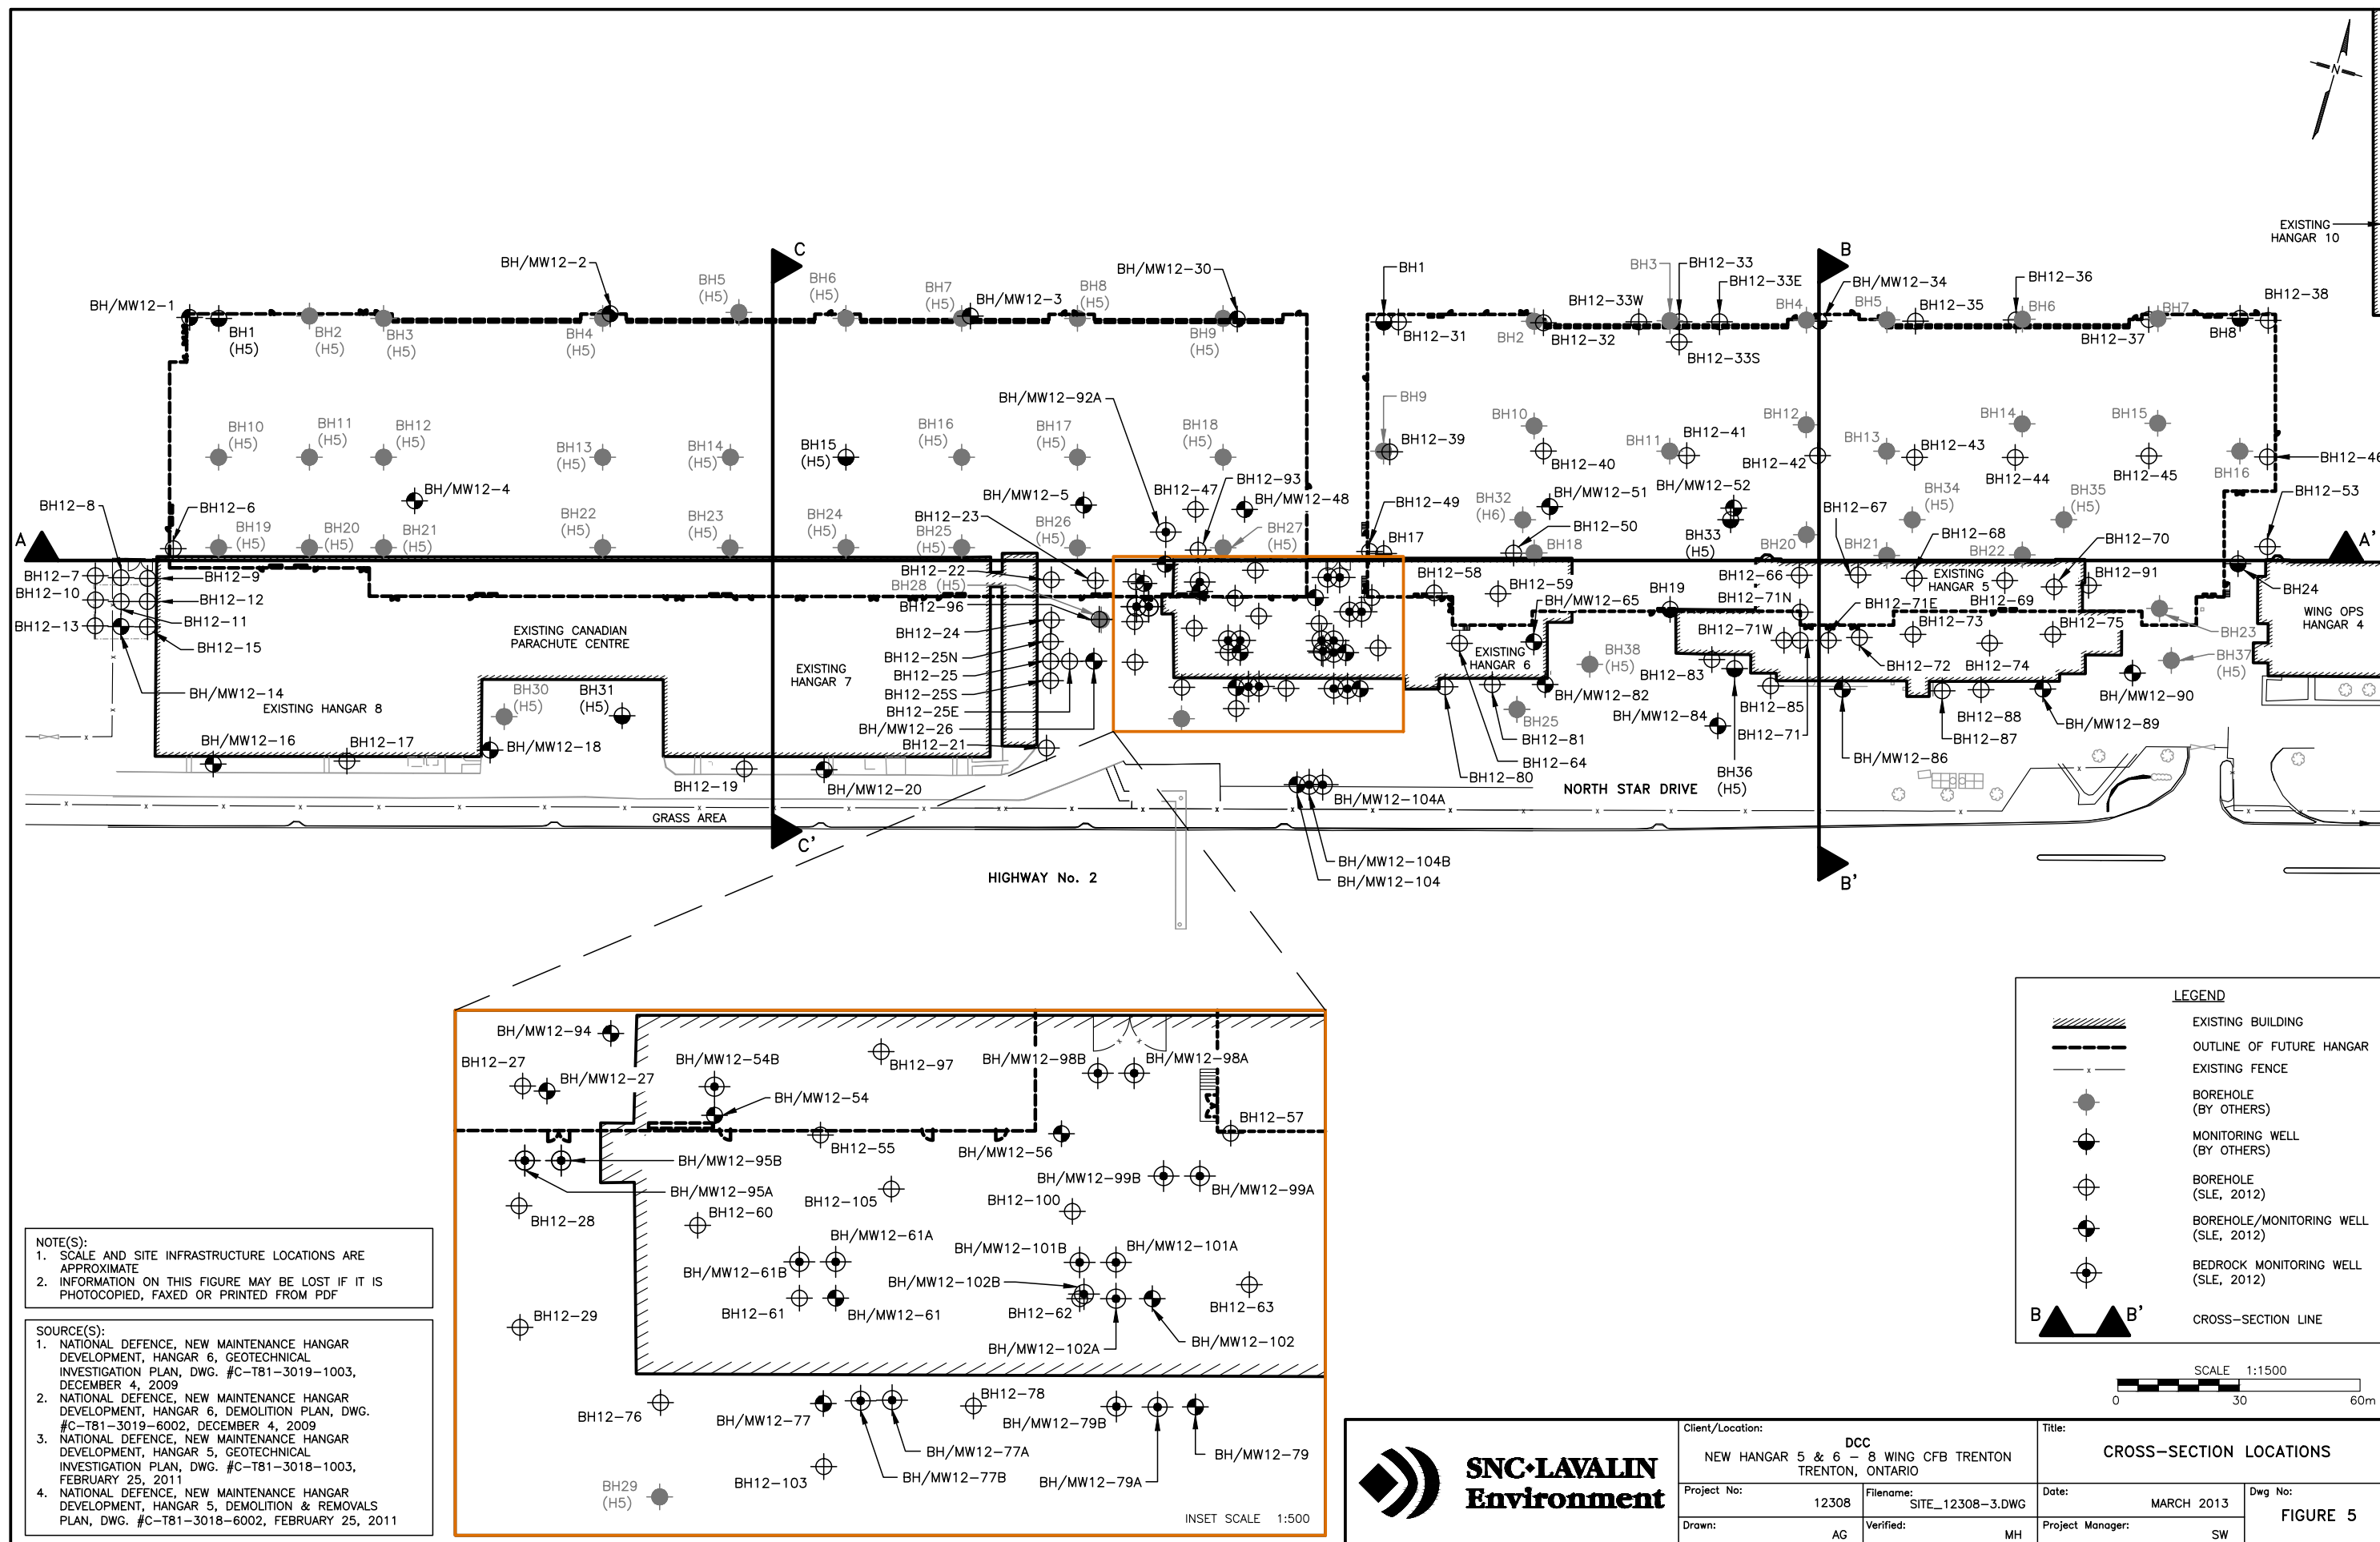 N
EXISTING
HANGAR 10
C
B
BH/MW12-2
BH5
(H5)
BH6
(H5)
BH7
(H5)
BH8
(H5)
BH/MW12-30
BH1
BH3
BH12-33
BH12-33E
BH/MW12-34
BH12-36
BH/MW12-1
BH1
(H5)
BH2
(H5)
BH3
(H5)
BH4
(H5)
BH/MW12-3
BH9
(H5)
BH12-31
BH2
BH12-32
BH12-33W
BH12-33S
BH4
BH5
BH12-35
BH6
BH12-37
BH7
BH8
BH12-38
BH/MW12-92A
BH9
BH10
BH12
BH14
BH15
BH10
(H5)
BH11
(H5)
BH12
(H5)
BH13
(H5)
BH14
(H5)
BH15
(H5)
BH16
(H5)
BH17
(H5)
BH18
(H5)
BH12-39
BH12-40
BH11
BH12-41
BH12-42
BH13
BH12-43
BH12-44
BH12-45
BH16
BH12-46
BH12-8
BH12-6
BH/MW12-4
BH/MW12-5
BH12-47
BH12-93
BH/MW12-48
BH12-49
BH32
(H6)
BH/MW12-51
BH/MW12-52
BH12-67
BH34
(H5)
BH35
(H5)
BH12-53
BH19
(H5)
BH20
(H5)
BH21
(H5)
BH22
(H5)
BH23
(H5)
BH24
(H5)
BH12-23
BH25
(H5)
BH26
(H5)
BH27
(H5)
BH17
BH12-50
BH18
BH33
(H5)
BH20
BH21
BH12-68
BH22
BH12-70
A
A'
BH12-7
BH12-9
BH12-10
BH12-12
BH12-11
BH12-13
BH12-15
BH/MW12-14
EXISTING HANGAR 8
EXISTING CANADIAN
PARACHUTE CENTRE
EXISTING
HANGAR 7
BH12-22
BH28 (H5)
BH12-96
BH12-24
BH12-25N
BH12-25
BH12-25S
BH12-25E
BH/MW12-26
BH12-21
BH12-58
BH12-59
BH/MW12-65
BH19
BH12-66
BH12-71N
BH12-71E
BH12-71W
EXISTING
HANGAR 5
BH12-69
BH12-91
BH24
WING OPS
HANGAR 4
EXISTING
HANGAR 6
BH38
(H5)
BH12-83
BH12-73
BH12-75
BH23
BH12-72
BH12-74
BH37
(H5)
BH30
(H5)
BH31
(H5)
BH/MW12-82
BH25
BH12-81
BH12-64
BH12-80
BH/MW12-84
BH12-85
BH12-71
BH36
(H5)
BH/MW12-86
BH12-88
BH12-87
BH/MW12-90
BH/MW12-89
BH/MW12-16
BH12-17
BH/MW12-18
BH12-19
BH/MW12-20
BH/MW12-104A
NORTH STAR DRIVE
GRASS AREA
C'
BH/MW12-104B
BH/MW12-104
B'
HIGHWAY No. 2
BH/MW12-94
BH12-27
BH/MW12-27
BH/MW12-54B
BH12-97
BH/MW12-98B
BH/MW12-98A
BH/MW12-54
BH12-57
BH12-55
BH/MW12-56
BH/MW12-95B
BH/MW12-95A
BH12-105
BH12-100
BH/MW12-99B
BH/MW12-99A
BH12-28
BH12-60
BH/MW12-61A
BH/MW12-101B
BH/MW12-101A
BH/MW12-61B
BH/MW12-102B
BH12-29
BH12-61
BH/MW12-61
BH12-62
BH12-63
BH/MW12-102A
BH/MW12-102
BH12-76
BH/MW12-77
BH12-78
BH/MW12-79B
BH/MW12-77A
BH/MW12-77B
BH/MW12-79
BH/MW12-79A
BH12-103
BH29
(H5)
INSET SCALE 1:500
NOTE(S):
1. SCALE AND SITE INFRASTRUCTURE LOCATIONS ARE
APPROXIMATE
2. INFORMATION ON THIS FIGURE MAY BE LOST IF IT IS
PHOTOCOPIED, FAXED OR PRINTED FROM PDF
SOURCE(S):
1. NATIONAL DEFENCE, NEW MAINTENANCE HANGAR
DEVELOPMENT, HANGAR 6, GEOTECHNICAL
INVESTIGATION PLAN, DWG. #C-T81-3019-1003,
DECEMBER 4, 2009
2. NATIONAL DEFENCE, NEW MAINTENANCE HANGAR
DEVELOPMENT, HANGAR 6, DEMOLITION PLAN, DWG.
#C-T81-3019-6002, DECEMBER 4, 2009
3. NATIONAL DEFENCE, NEW MAINTENANCE HANGAR
DEVELOPMENT, HANGAR 5, GEOTECHNICAL
INVESTIGATION PLAN, DWG. #C-T81-3018-1003,
FEBRUARY 25, 2011
4. NATIONAL DEFENCE, NEW MAINTENANCE HANGAR
DEVELOPMENT, HANGAR 5, DEMOLITION & REMOVALS
PLAN, DWG. #C-T81-3018-6002, FEBRUARY 25, 2011
LEGEND
EXISTING BUILDING
OUTLINE OF FUTURE HANGAR
EXISTING FENCE
BOREHOLE
(BY OTHERS)
MONITORING WELL
(BY OTHERS)
BOREHOLE
(SLE, 2012)
BOREHOLE/MONITORING WELL
(SLE, 2012)
BEDROCK MONITORING WELL
(SLE, 2012)
B B'
CROSS-SECTION LINE
SCALE 1:1500
0 30 60m
SNC•LAVALIN
Environment
Client/Location:
DCC
NEW HANGAR 5 & 6 - 8 WING CFB TRENTON
TRENTON, ONTARIO
Title:
CROSS-SECTION LOCATIONS
Project No:
12308
Filename:
SITE_12308-3.DWG
Date:
MARCH 2013
Dwg No:
FIGURE 5
Drawn:
AG
Verified:
MH
Project Manager:
SW